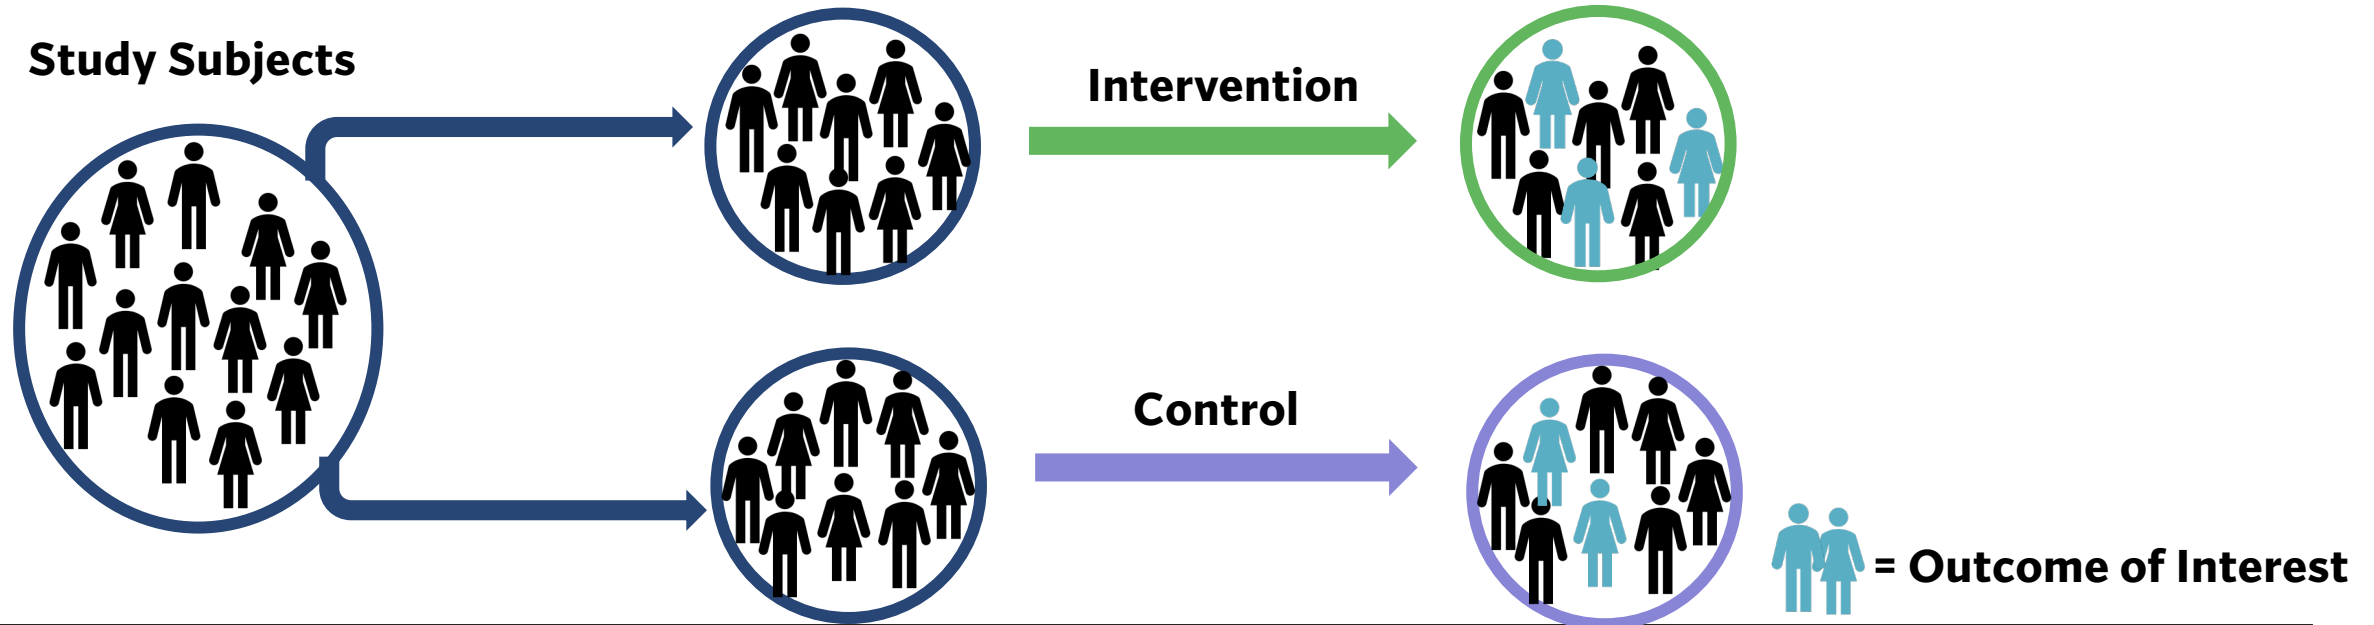 Study Subjects
Intervention
Control
= Outcome of Interest